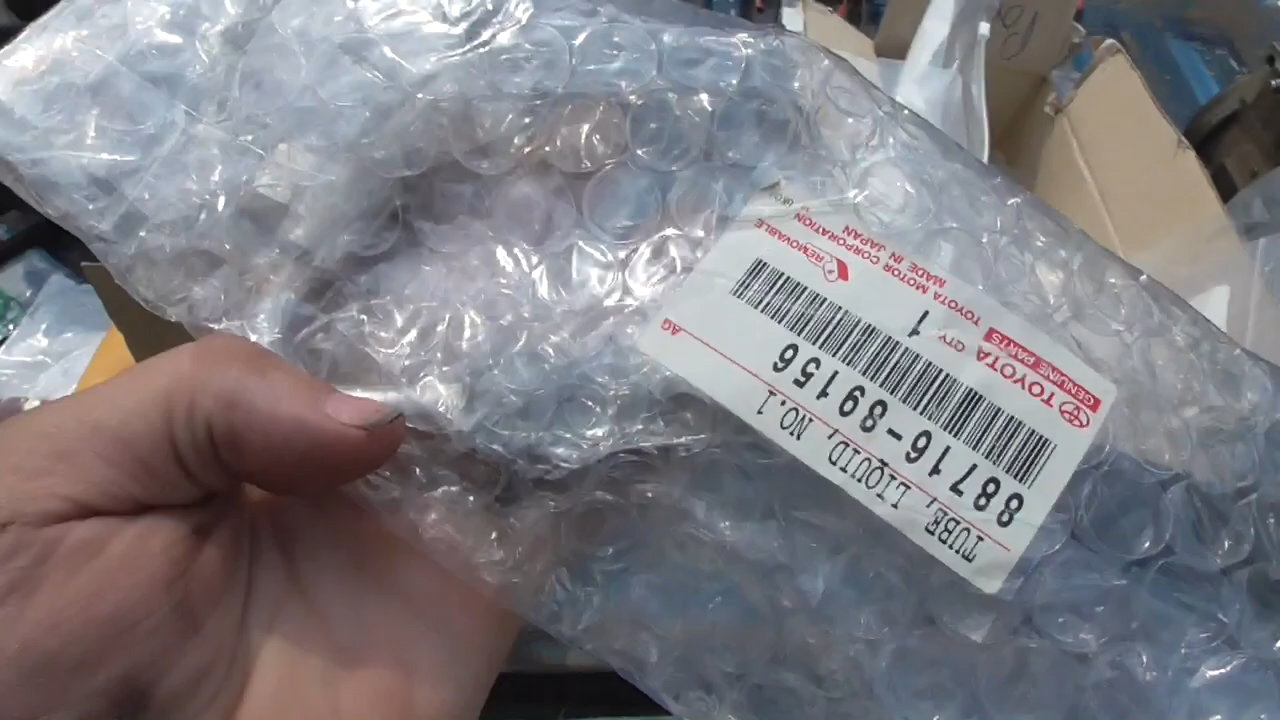 TOYOTA
GENUINE PARTS
QTY
1
TOYOTA MOTOR CORPORATION
MADE IN JAPAN
REMOVABLE
88716-89156
TUBE, LIQUID, NO.1
AG